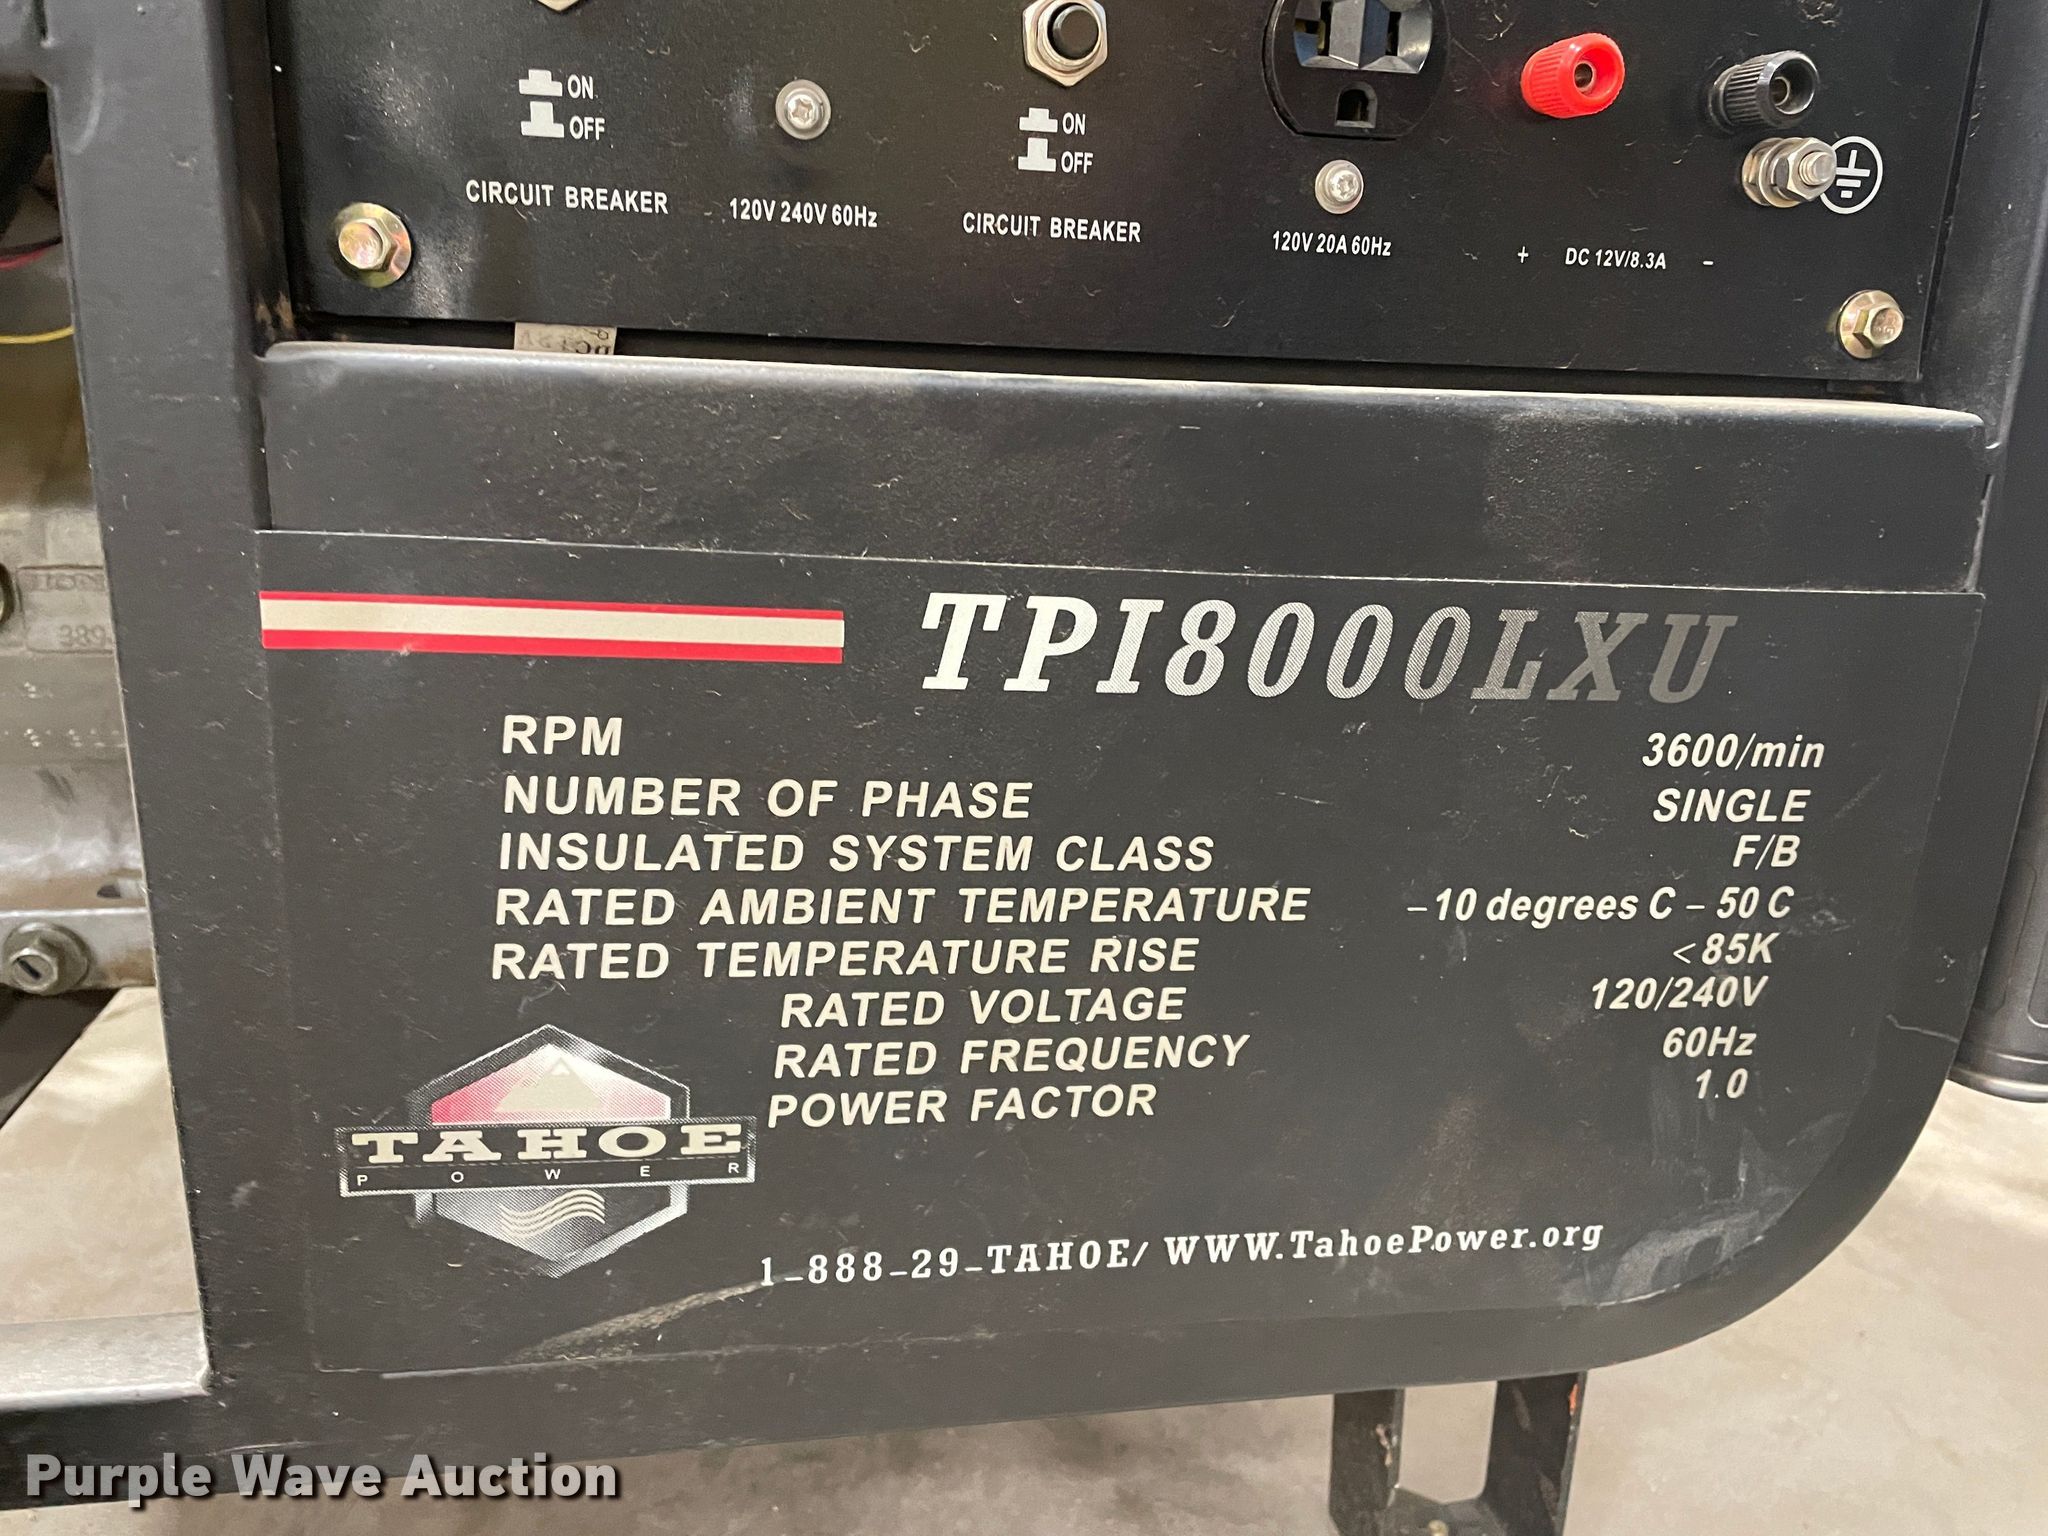 ON
OFF
CIRCUIT BREAKER
120V 240V 60Hz
ON
OFF
CIRCUIT BREAKER
120V 20A 60Hz
+ DC 12V/8.3A -
TPI8000LXU
RPM 3600/min
NUMBER OF PHASE SINGLE
INSULATED SYSTEM CLASS F/B
RATED AMBIENT TEMPERATURE -10 degrees C - 50 C
RATED TEMPERATURE RISE <85K
RATED VOLTAGE 120/240V
RATED FREQUENCY 60Hz
POWER FACTOR 1.0
TAHOE
POWER
1-888-29-TAHOE/ WWW.TahoePower.org
Purple Wave Auction